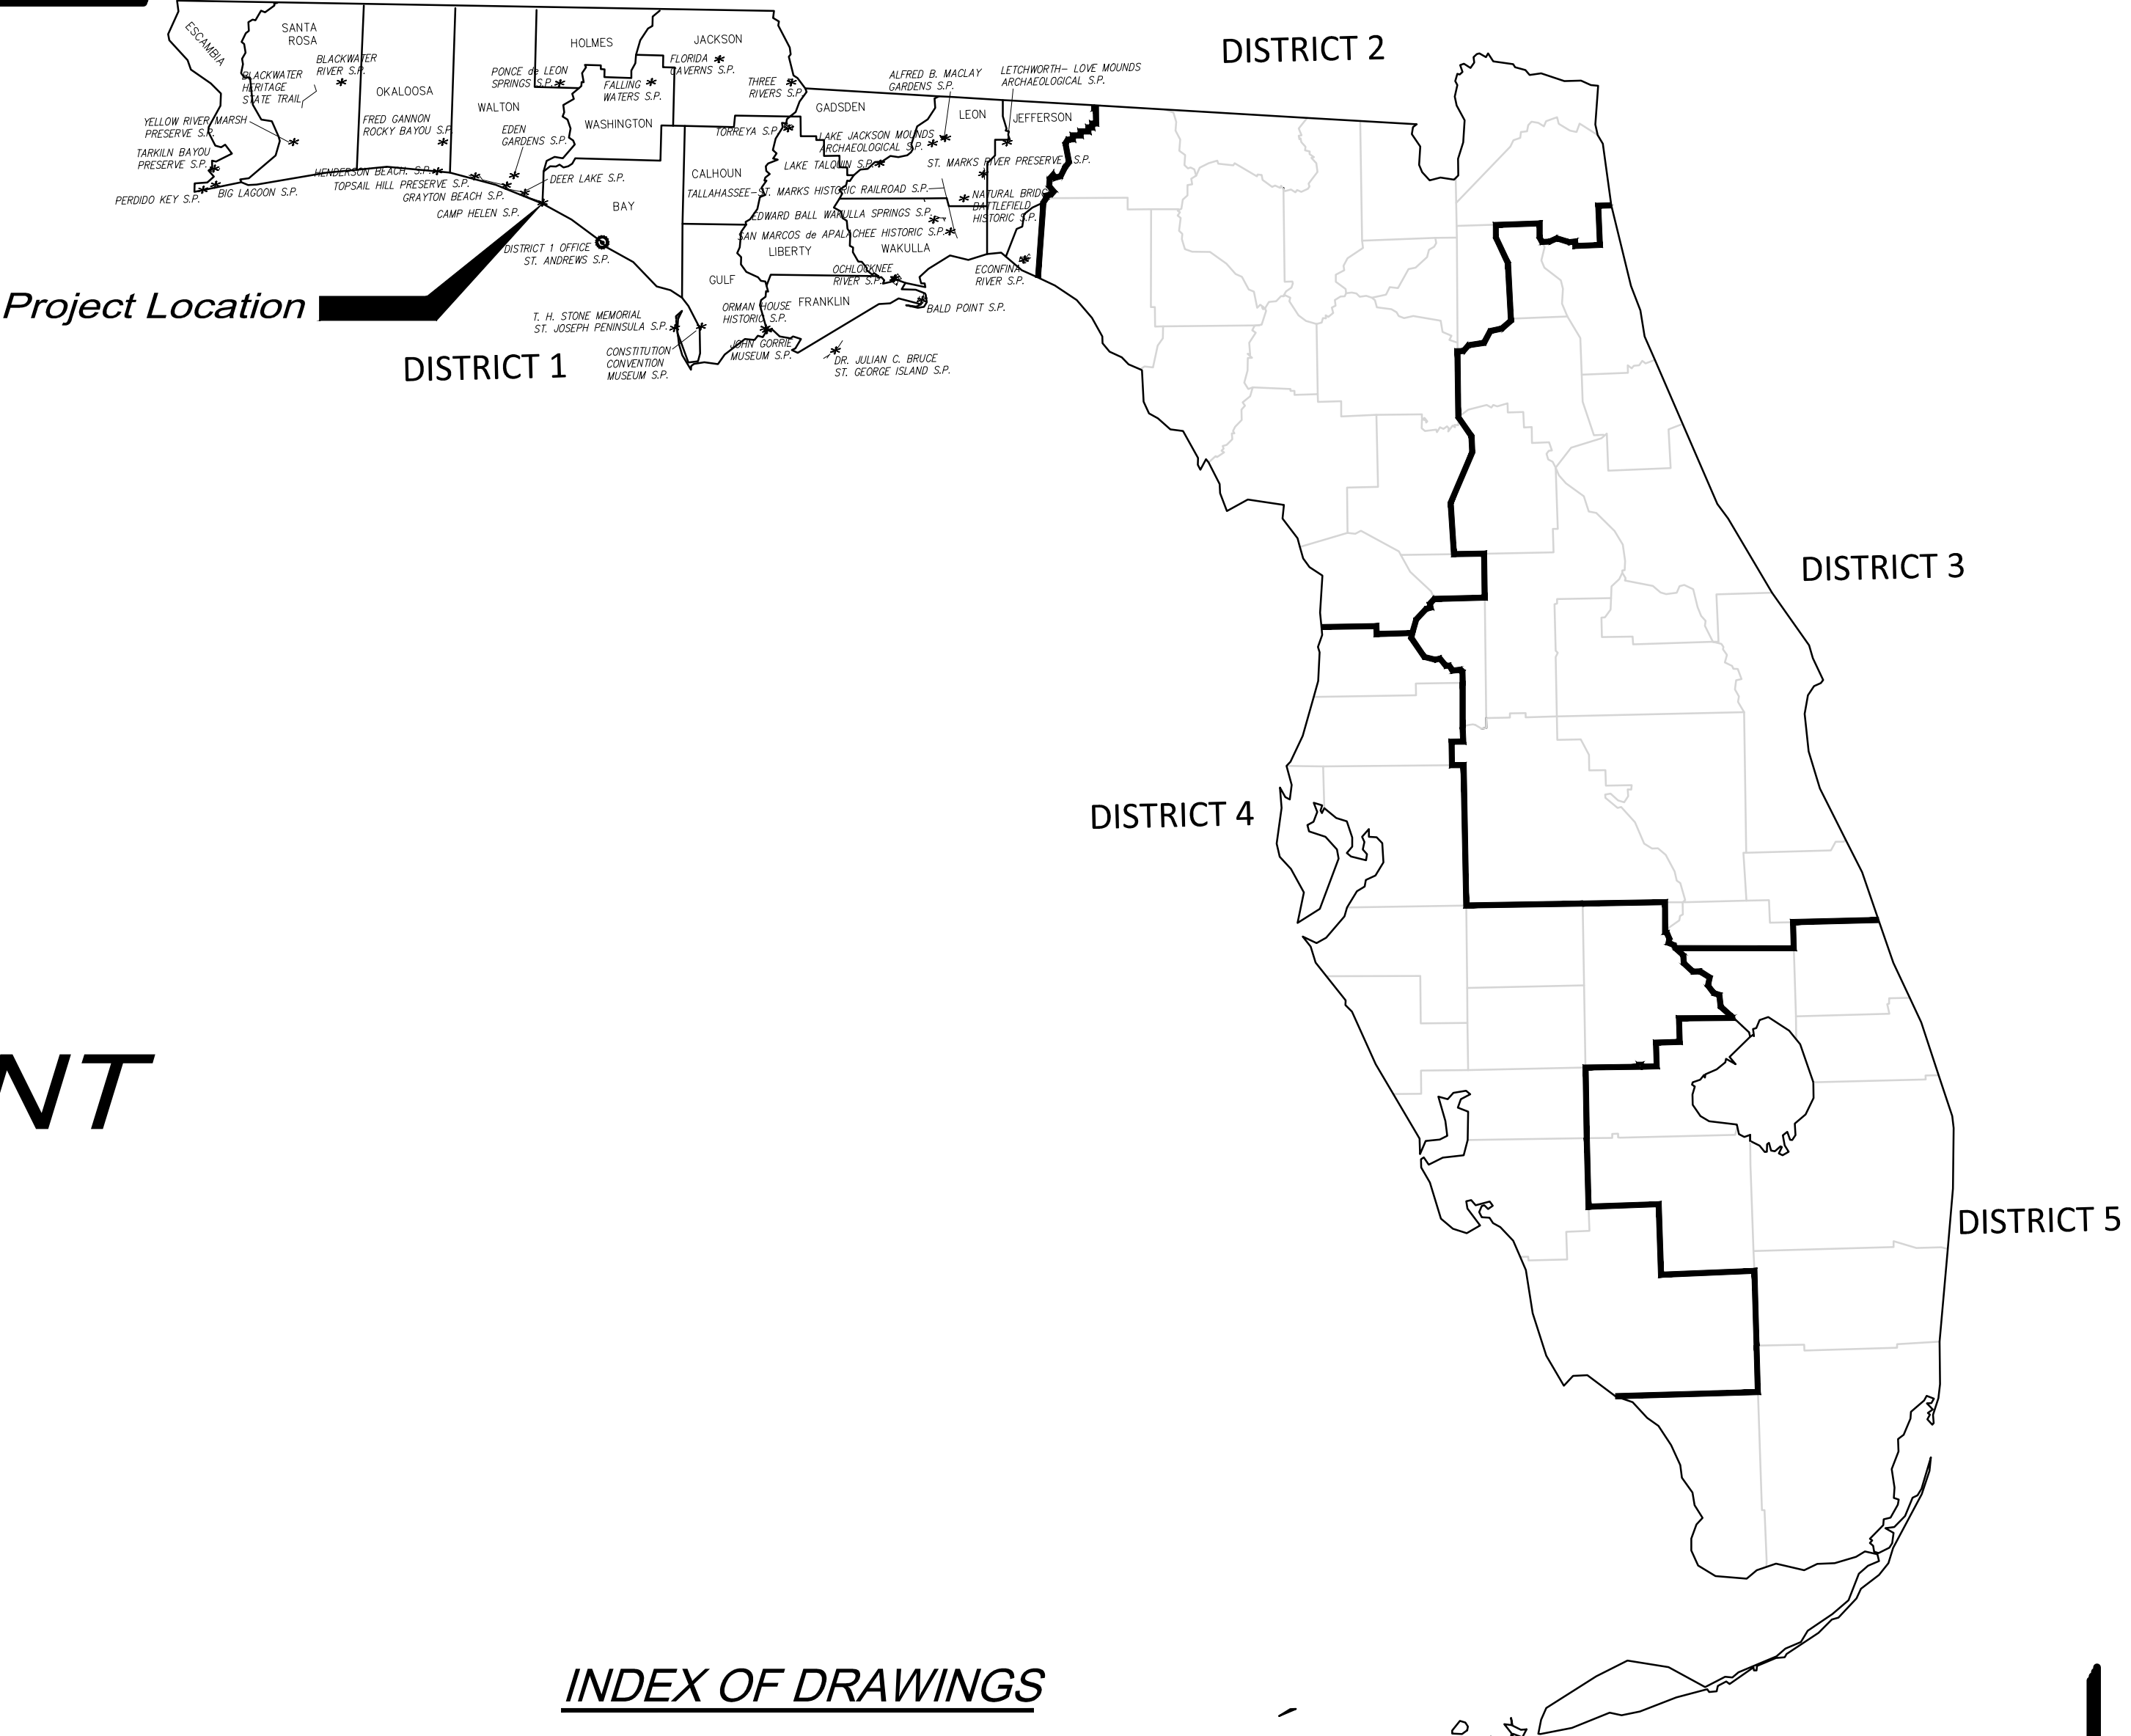 DISTRICT 2
ESCAMBIA
SANTA
ROSA
HOLMES
JACKSON
BLACKWATER
RIVER S.P.
BLACKWATER
HERITAGE
STATE TRAIL
OKALOOSA
PONCE de LEON
SPRINGS S.P.
WALTON
FALLING
WATERS S.P.
FLORIDA
CAVERNS S.P.
THREE
RIVERS S.P.
ALFRED B. MACLAY
GARDENS S.P.
LETCHWORTH- LOVE MOUNDS
ARCHAEOLOGICAL S.P.
GADSDEN
LEON
JEFFERSON
YELLOW RIVER MARSH
PRESERVE S.P.
FRED GANNON
ROCKY BAYOU S.P.
EDEN
GARDENS S.P.
WASHINGTON
TORREYA S.P.
LAKE JACKSON MOUNDS
ARCHAEOLOGICAL S.P.
TARKILN BAYOU
PRESERVE S.P.
LAKE TALQUIN S.P.
ST. MARKS RIVER PRESERVE S.P.
HENDERSON BEACH. S.P.
TOPSAIL HILL PRESERVE S.P.
GRAYTON BEACH S.P.
DEER LAKE S.P.
CALHOUN
PERDIDO KEY S.P.
BIG LAGOON S.P.
TALLAHASSEE-ST. MARKS HISTORIC RAILROAD S.P.
NATURAL BRIDGE
BATTLEFIELD
HISTORIC S.P.
CAMP HELEN S.P.
BAY
EDWARD BALL WAKULLA SPRINGS S.P.
SAN MARCOS de APALACHEE HISTORIC S.P.
DISTRICT 1 OFFICE
ST. ANDREWS S.P.
LIBERTY
WAKULLA
GULF
OCHLOCKNEE
RIVER S.P.
ECONFINA
RIVER S.P.
Project Location
ORMAN HOUSE
HISTORIC S.P.
FRANKLIN
BALD POINT S.P.
T. H. STONE MEMORIAL
ST. JOSEPH PENINSULA S.P.
CONSTITUTION
CONVENTION
MUSEUM S.P.
JOHN GORRIE
MUSEUM S.P.
DR. JULIAN C. BRUCE
ST. GEORGE ISLAND S.P.
DISTRICT 1
DISTRICT 3
DISTRICT 4
NT
DISTRICT 5
INDEX OF DRAWINGS